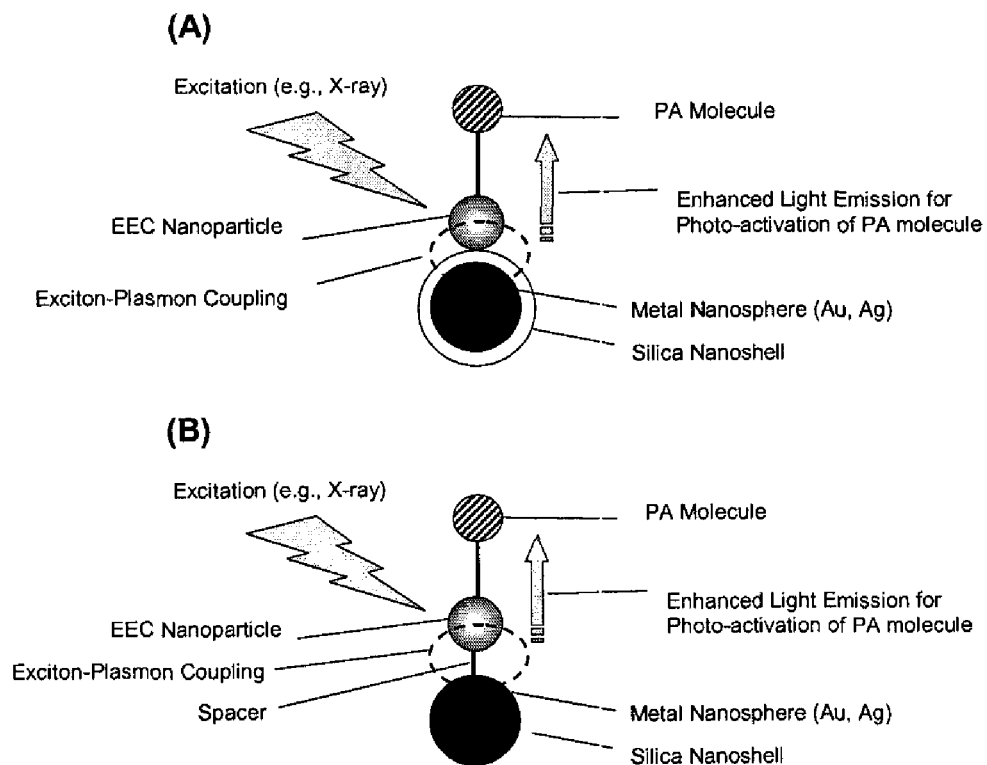 (A)
Excitation (e.g., X-ray)
PA Molecule
Enhanced Light Emission for
Photo-activation of PA molecule
EEC Nanoparticle
Exciton-Plasmon Coupling
Metal Nanosphere (Au, Ag)
Silica Nanoshell
(B)
Excitation (e.g., X-ray)
PA Molecule
Enhanced Light Emission for
Photo-activation of PA molecule
EEC Nanoparticle
Exciton-Plasmon Coupling
Spacer
Metal Nanosphere (Au, Ag)
Silica Nanoshell